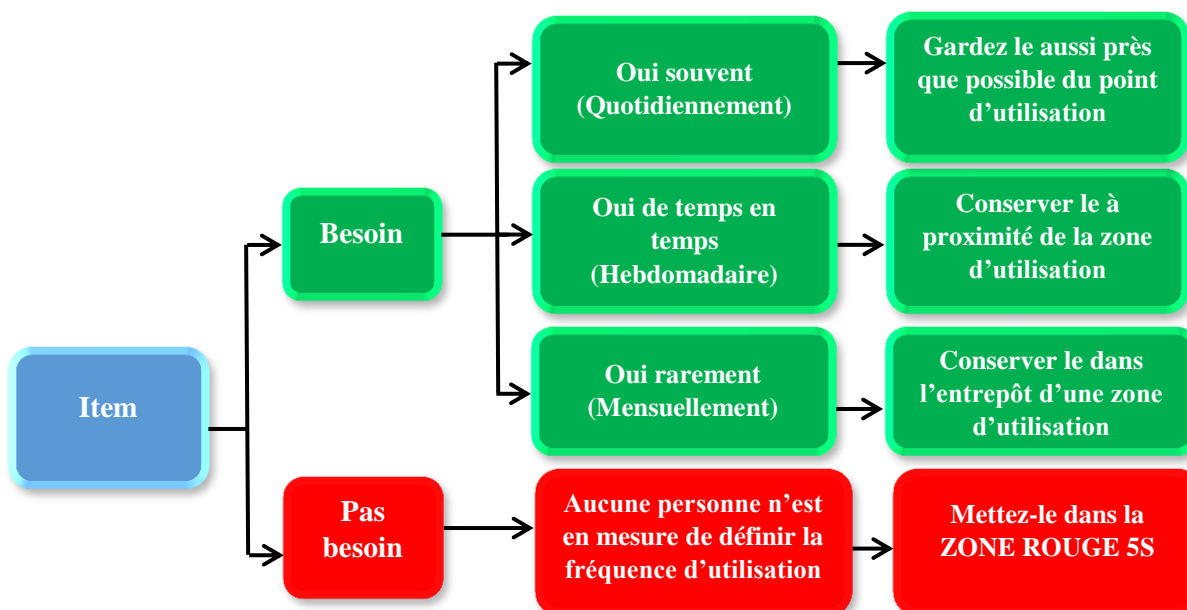 Item
Besoin
Oui souvent
(Quotidiennement)
Gardez le aussi près
que possible du point
d’utilisation
Oui de temps en
temps
(Hebdomadaire)
Conserver le à
proximité de la zone
d’utilisation
Oui rarement
(Mensuellement)
Conserver le dans
l’entrepôt d’une zone
d’utilisation
Pas
besoin
Aucune personne n’est
en mesure de définir la
fréquence d’utilisation
Mettez-le dans la
ZONE ROUGE 5S